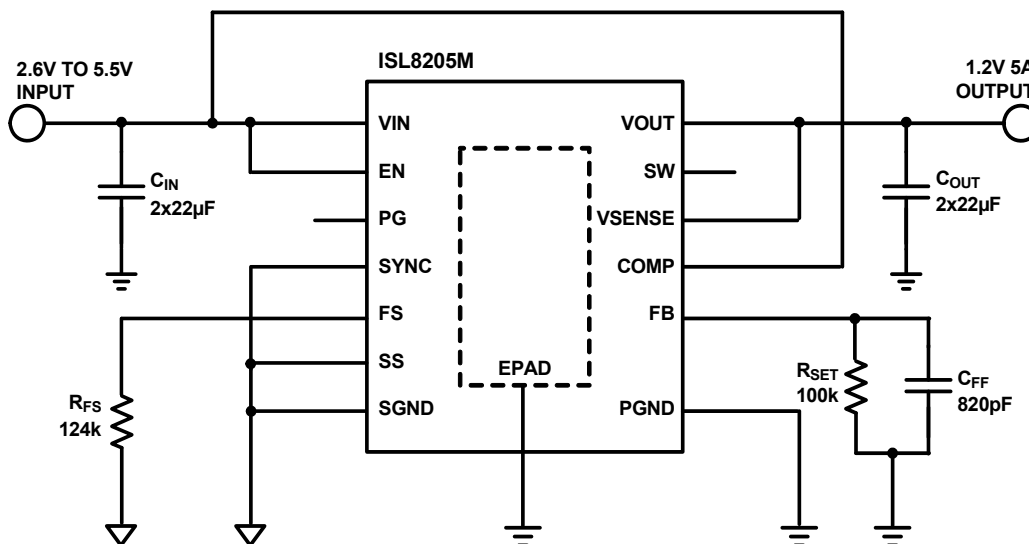 ISL8205M
2.6V TO 5.5V
INPUT
1.2V 5A
OUTPUT
VIN
VOUT
EN
SW
CIN
2x22µF
COUT
2x22µF
PG
VSENSE
SYNC
COMP
FS
FB
SS
EPAD
RSET
100k
CFF
820pF
RFS
124k
SGND
PGND